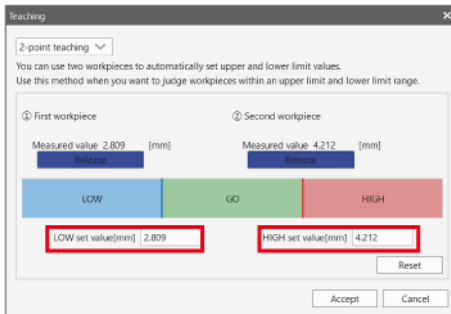 Teaching
2-point teaching
You can use two workpieces to automatically set upper and lower limit values.
Use this method when you want to judge workpieces within an upper limit and lower limit range.
① First workpiece
② Second workpiece
Measured value 2.809 [mm]
Measured value 4.212 [mm]
Release
Release
LOW
GO
HIGH
LOW set value[mm] 2.809
HIGH set value[mm] 4.212
Reset
Accept
Cancel